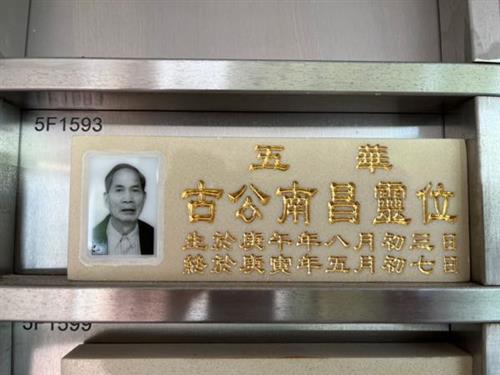 5F1593
五華
古公南昌靈位
生於庚午年八月初三日
終於庚寅年五月初七日
5F1599